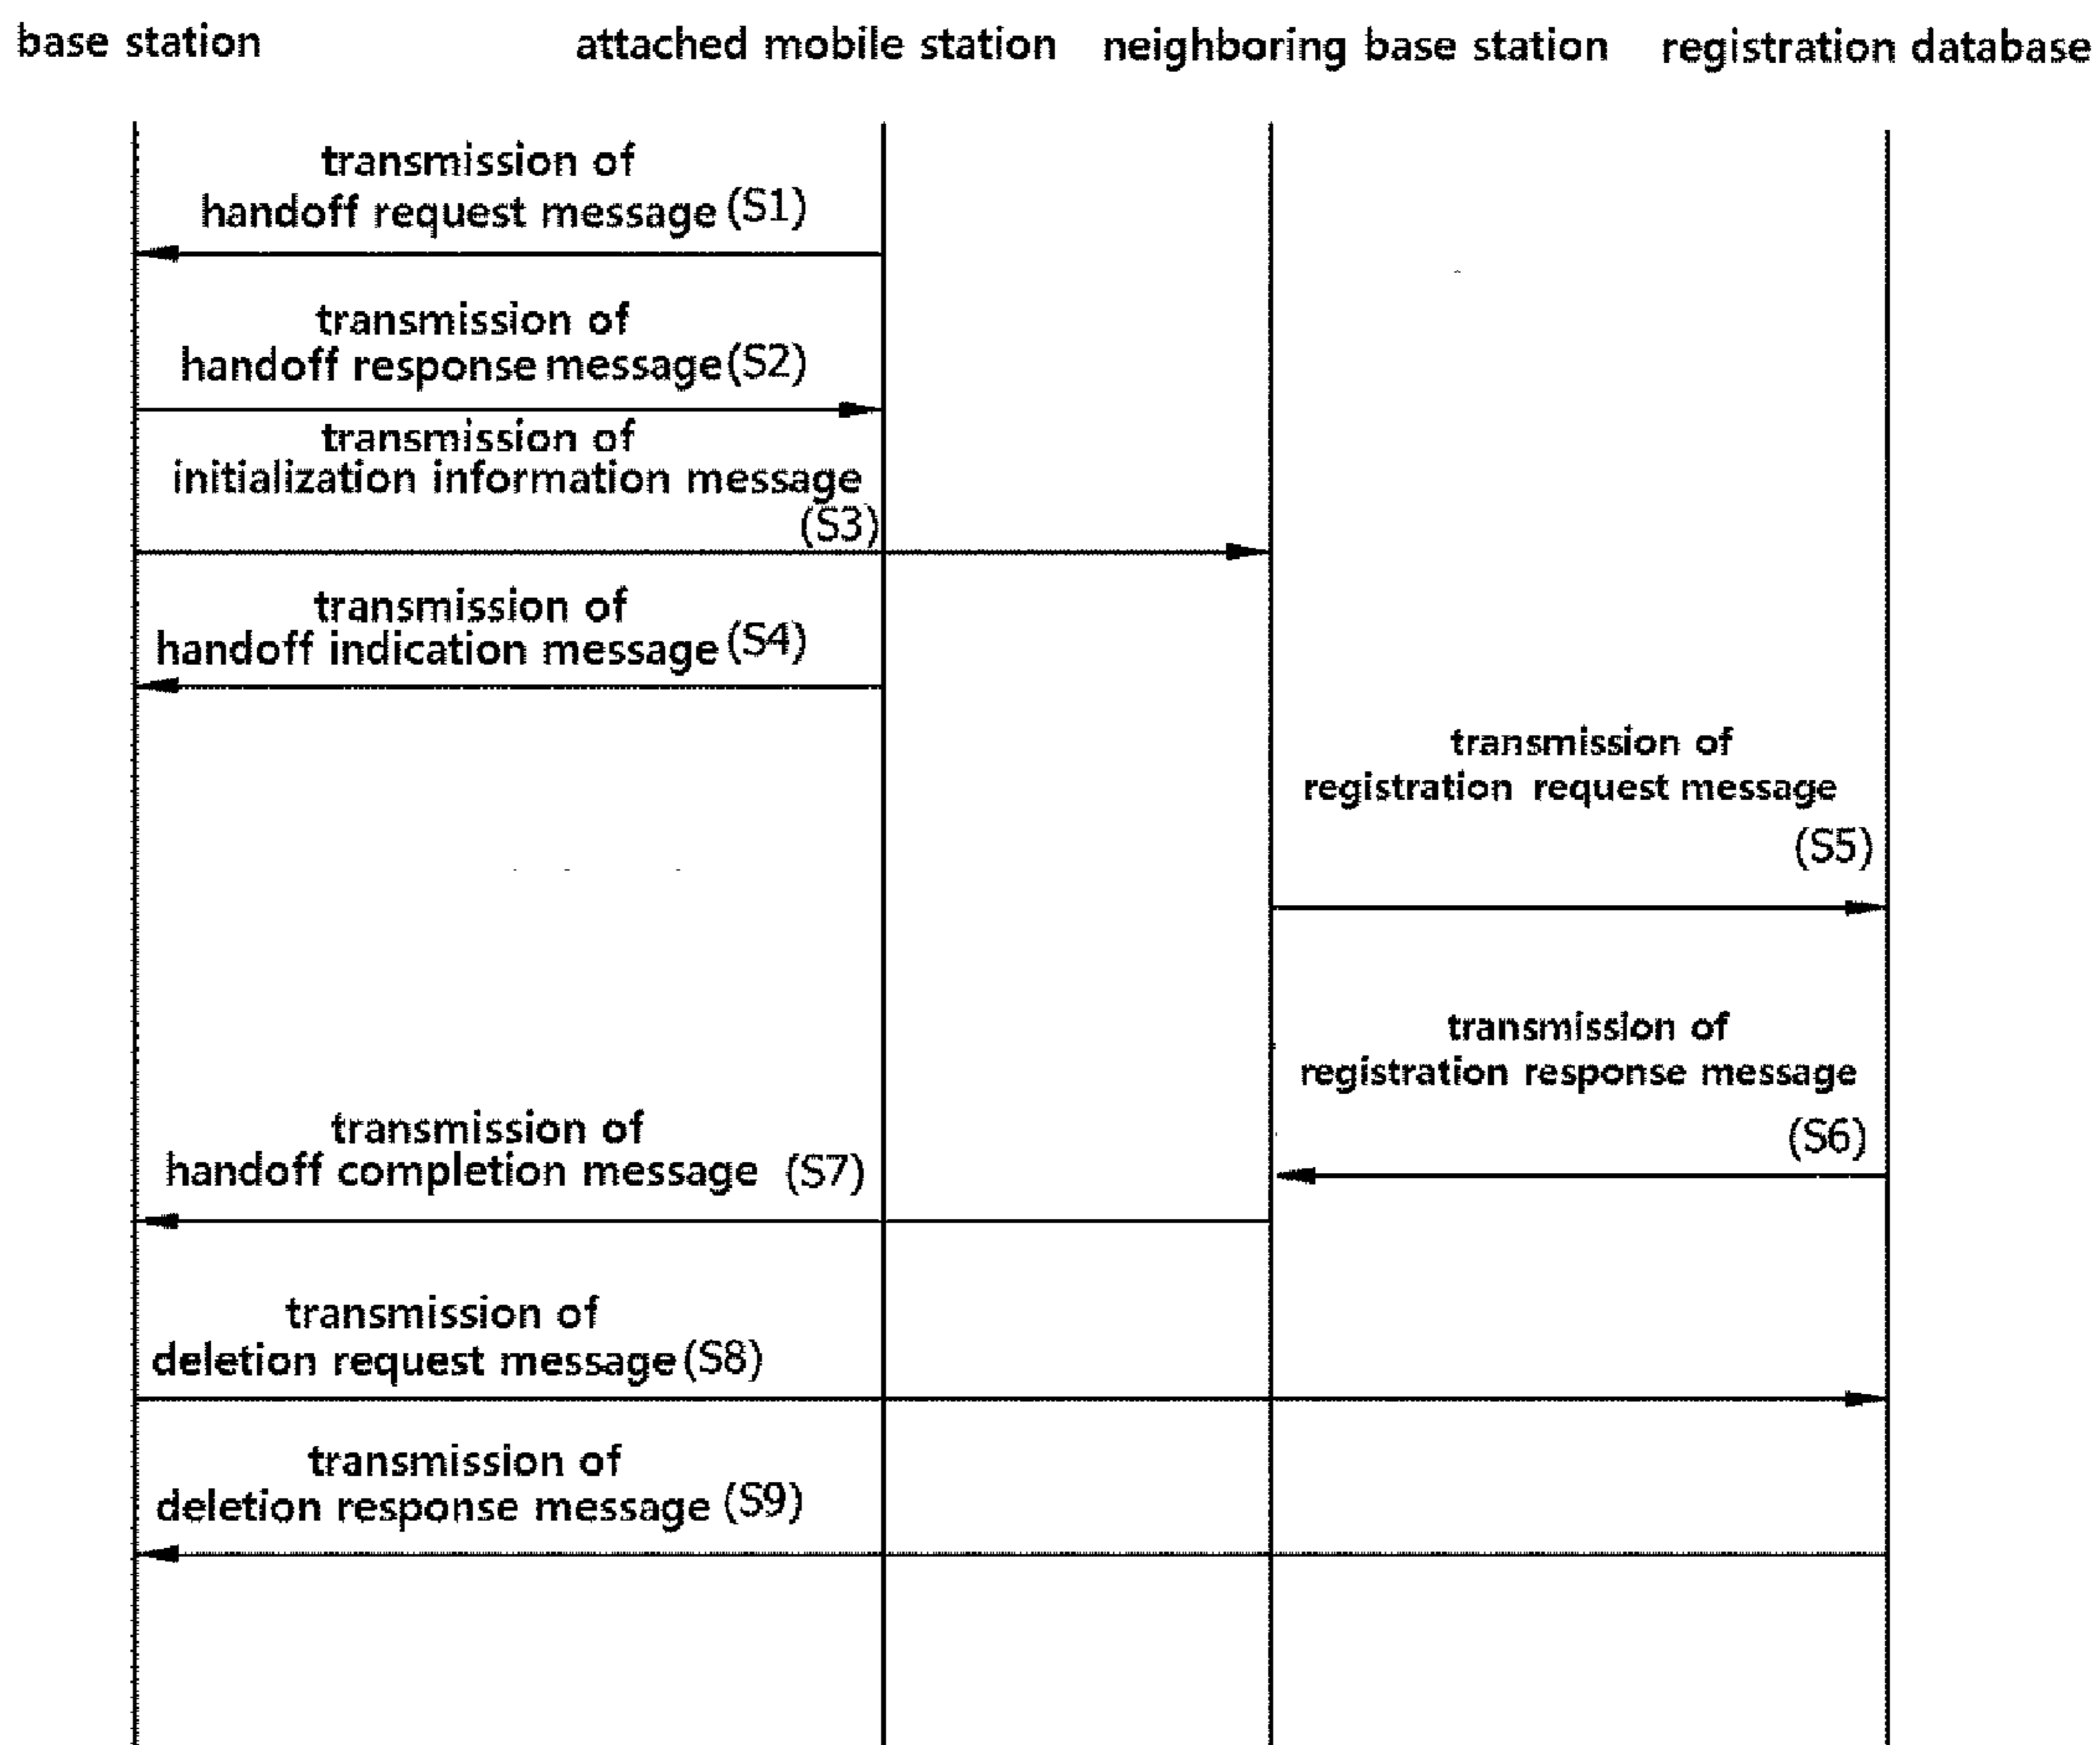 base station
attached mobile station
neighboring base station
registration database
transmission of
handoff request message (S1)
transmission of
handoff response message (S2)
transmission of
initialization information message
(S3)
transmission of
handoff indication message (S4)
transmission of
registration request message
(S5)
transmission of
registration response message
(S6)
transmission of
handoff completion message (S7)
transmission of
deletion request message (S8)
transmission of
deletion response message (S9)